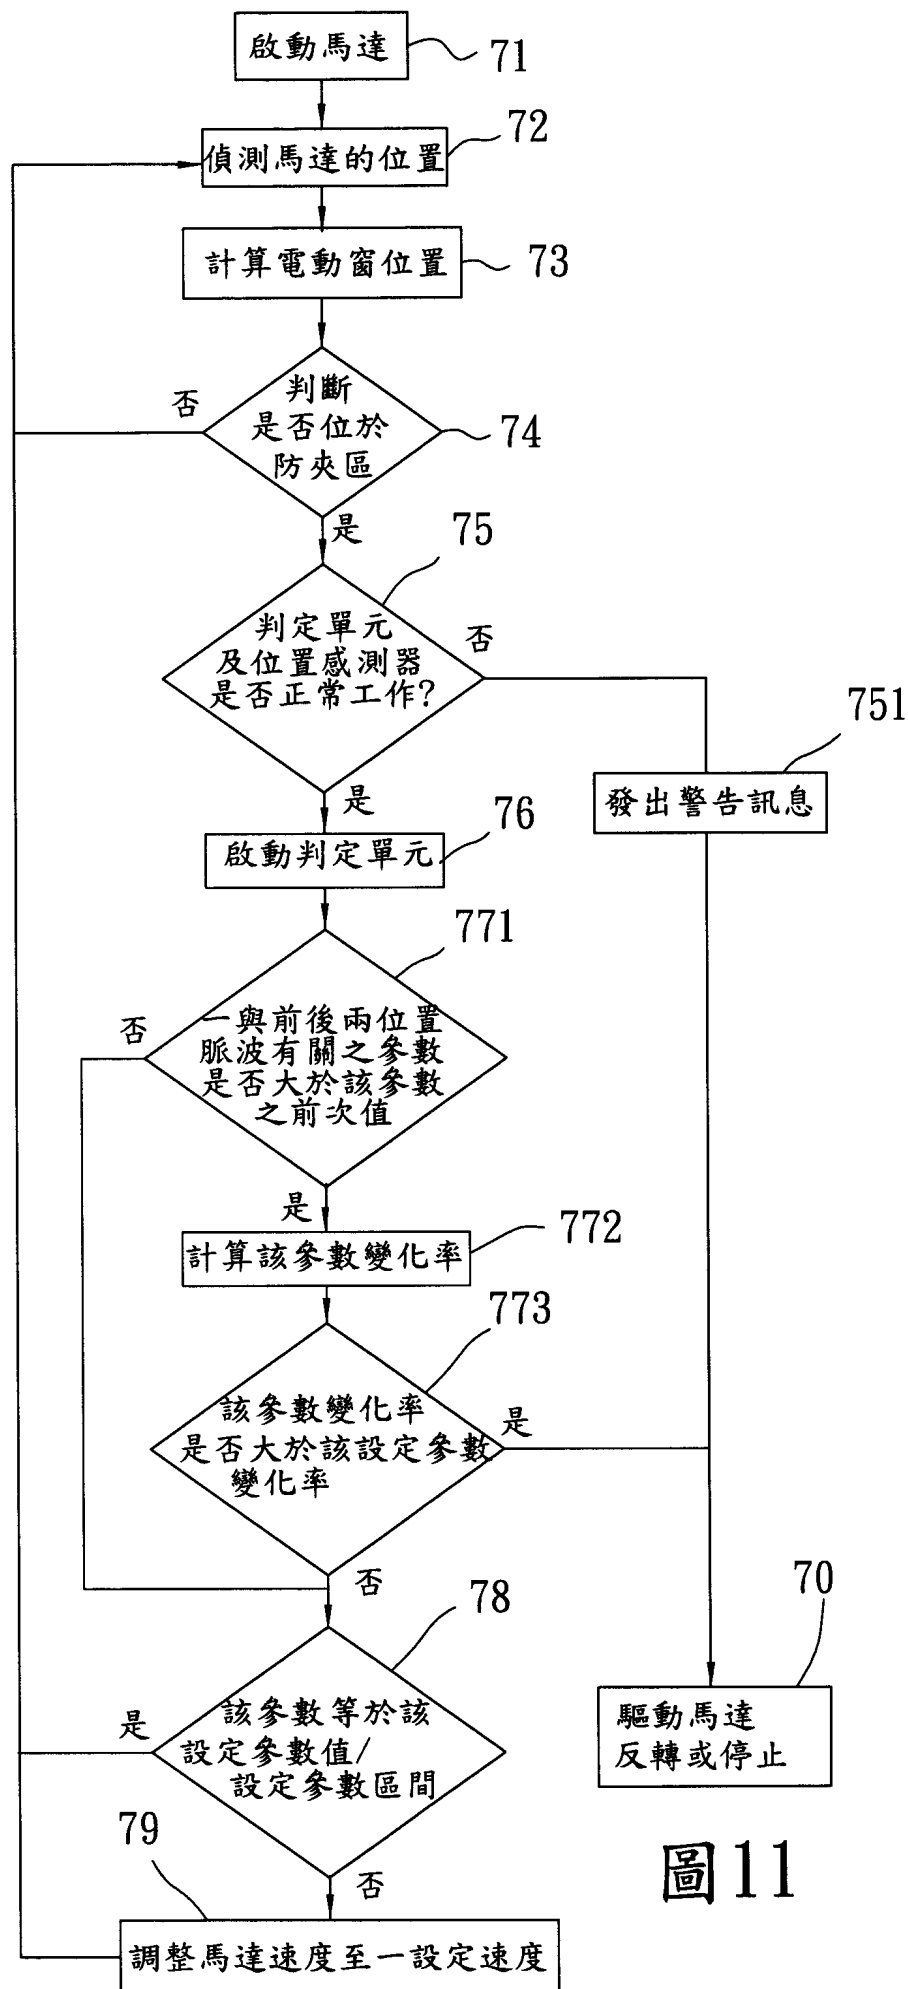 啟動馬達
71
72
偵測馬達的位置
計算電動窗位置
73
否
判斷
是否位於
防夾區
74
是
75
判定單元
及位置感測器
是否正常工作?
否
751
發出警告訊息
是
76
啟動判定單元
771
否
一與前後兩位置
脈波有關之參數
是否大於該參數
之前次值
是
772
計算該參數變化率
773
該參數變化率
是否大於該設定參數
變化率
是
否
78
70
是
該參數等於該
設定參數值/
設定參數區間
驅動馬達
反轉或停止
79
否
調整馬達速度至一設定速度
圖11